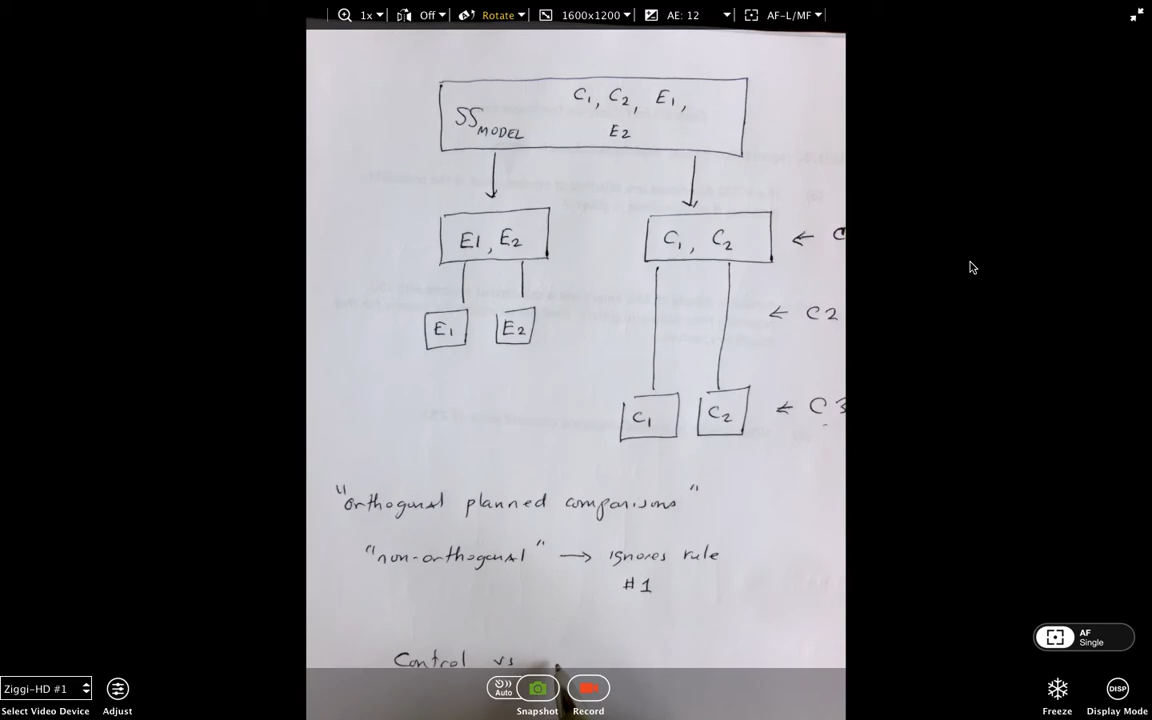 1x Off Rotate 1600x1200 AE: 12 AF-L/MF
C1, C2, E1,
SS MODEL
E2
E1, E2
C1, C2
← C2
E1
E2
C1
C2
← C3
"orthogonal planned comparisons"
"non-orthogonal" → ignores rule
#1
Control vs
AF
Single
Ziggi-HD #1
Auto
DISP
Select Video Device
Adjust
Snapshot
Record
Freeze
Display Mode